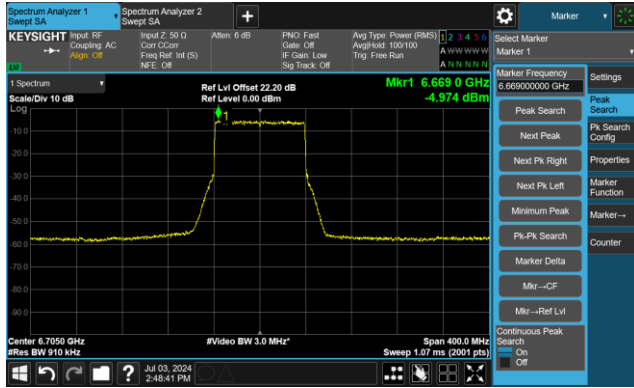 Spectrum Analyzer 1
Swept SA
Spectrum Analyzer 2
Swept SA
+
Marker
KEYSIGHT
Input: RF
Coupling: AC
Align: Off
Input Z: 50 Ω
Corr CCorr
Freq Ref: Int (S)
NFE: Off
Atten: 6 dB
PNO: Fast
Gate: Off
IF Gain: Low
Sig Track: Off
Avg Type: Power (RMS)
Avg|Hold: 100/100
Trig: Free Run
1 2 3 4 5 6
A W W W W W
A N N N N N
Select Marker
Marker 1
1 Spectrum
Scale/Div 10 dB
Log
Ref Lvl Offset 22.20 dB
Ref Level 0.00 dBm
Mkr1 6.669 0 GHz
-4.974 dBm
1
-10.0
-20.0
-30.0
-40.0
-50.0
-60.0
-70.0
-80.0
-90.0
Center 6.7050 GHz
#Res BW 910 kHz
#Video BW 3.0 MHz*
Span 400.0 MHz
Sweep 1.07 ms (2001 pts)
Marker Frequency
6.669000000 GHz
Peak Search
Next Peak
Next Pk Right
Next Pk Left
Minimum Peak
Pk-Pk Search
Marker Delta
Mkr→CF
Mkr→Ref Lvl
Continuous Peak
Search
On
Off
Settings
Peak
Search
Pk Search
Config
Properties
Marker
Function
Marker→
Counter
?
Jul 03, 2024
2:48:41 PM